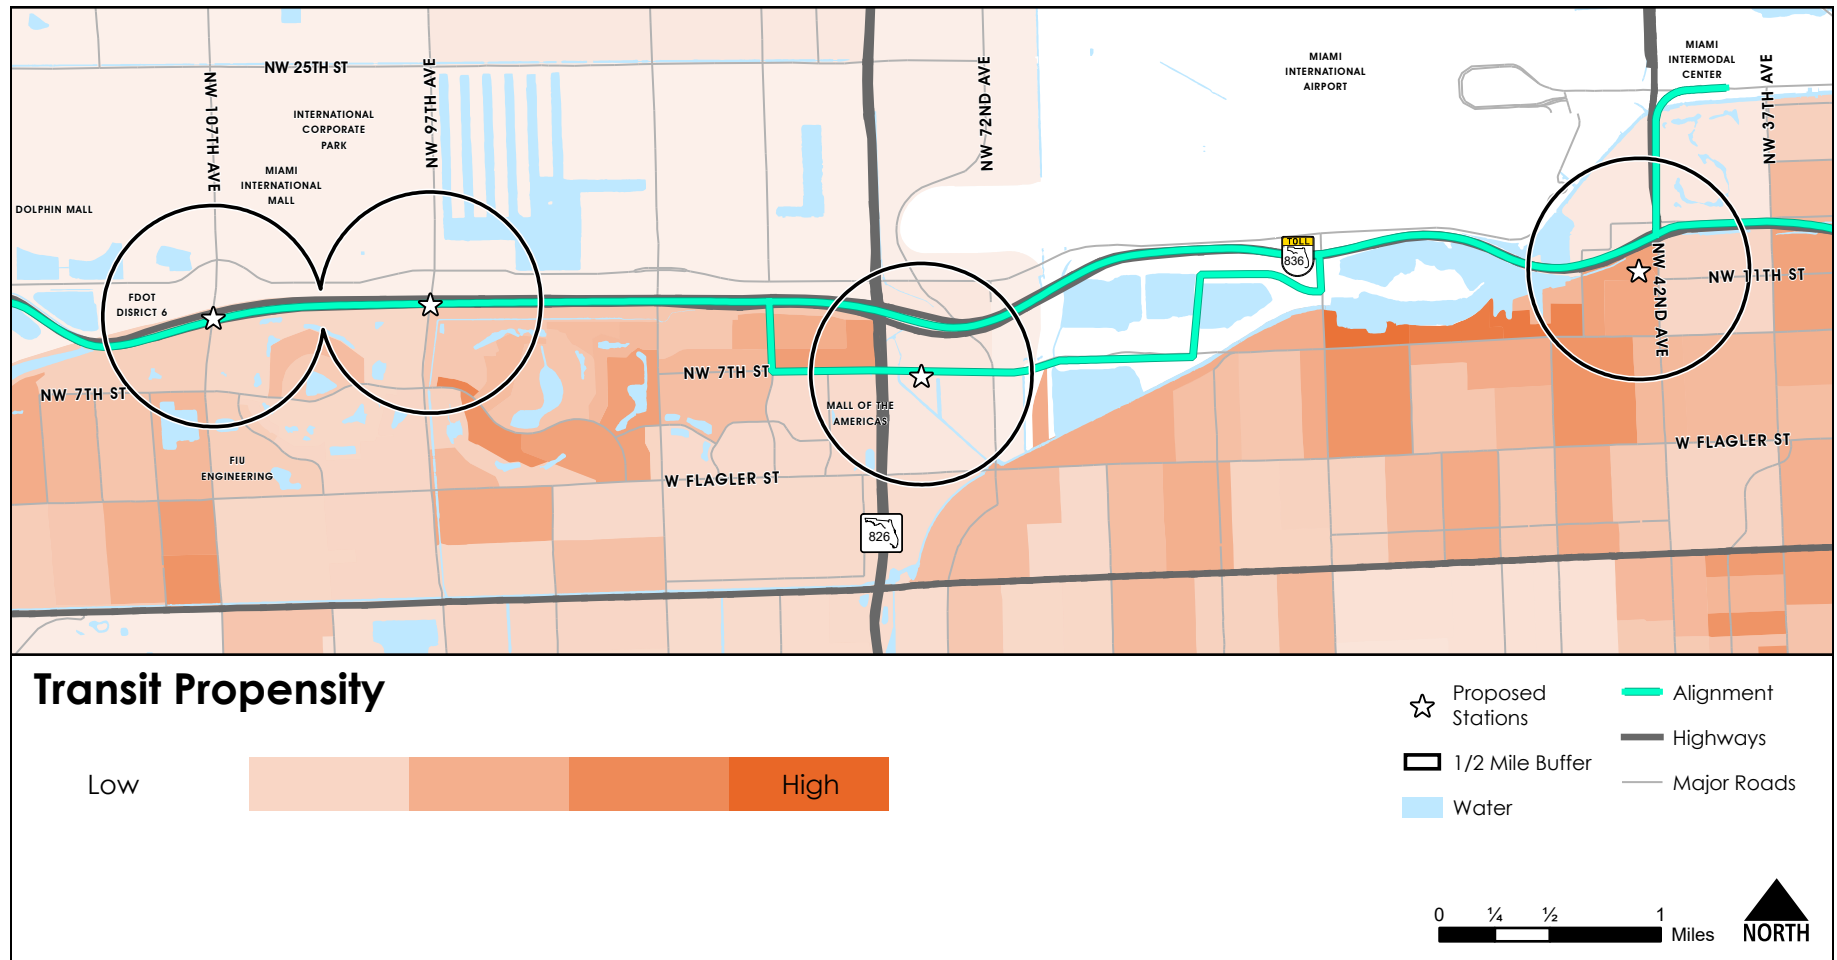 NW 25TH ST
NW 107TH AVE
INTERNATIONAL
CORPORATE
PARK
NW 97TH AVE
MIAMI
INTERNATIONAL
MALL
DOLPHIN MALL
NW 72ND AVE
MIAMI
INTERNATIONAL
AIRPORT
MIAMI
INTERMODAL
CENTER
NW 37TH AVE
FDOT
DISRICT 6
TOLL
836
NW 42ND AVE
NW 11TH ST
NW 7TH ST
NW 7TH ST
MALL OF THE
AMERICAS
FIU
ENGINEERING
W FLAGLER ST
W FLAGLER ST
826
Transit Propensity
Low
High
Proposed
Stations
1/2 Mile Buffer
Water
Alignment
Highways
Major Roads
0 ¼ ½ 1
Miles
NORTH